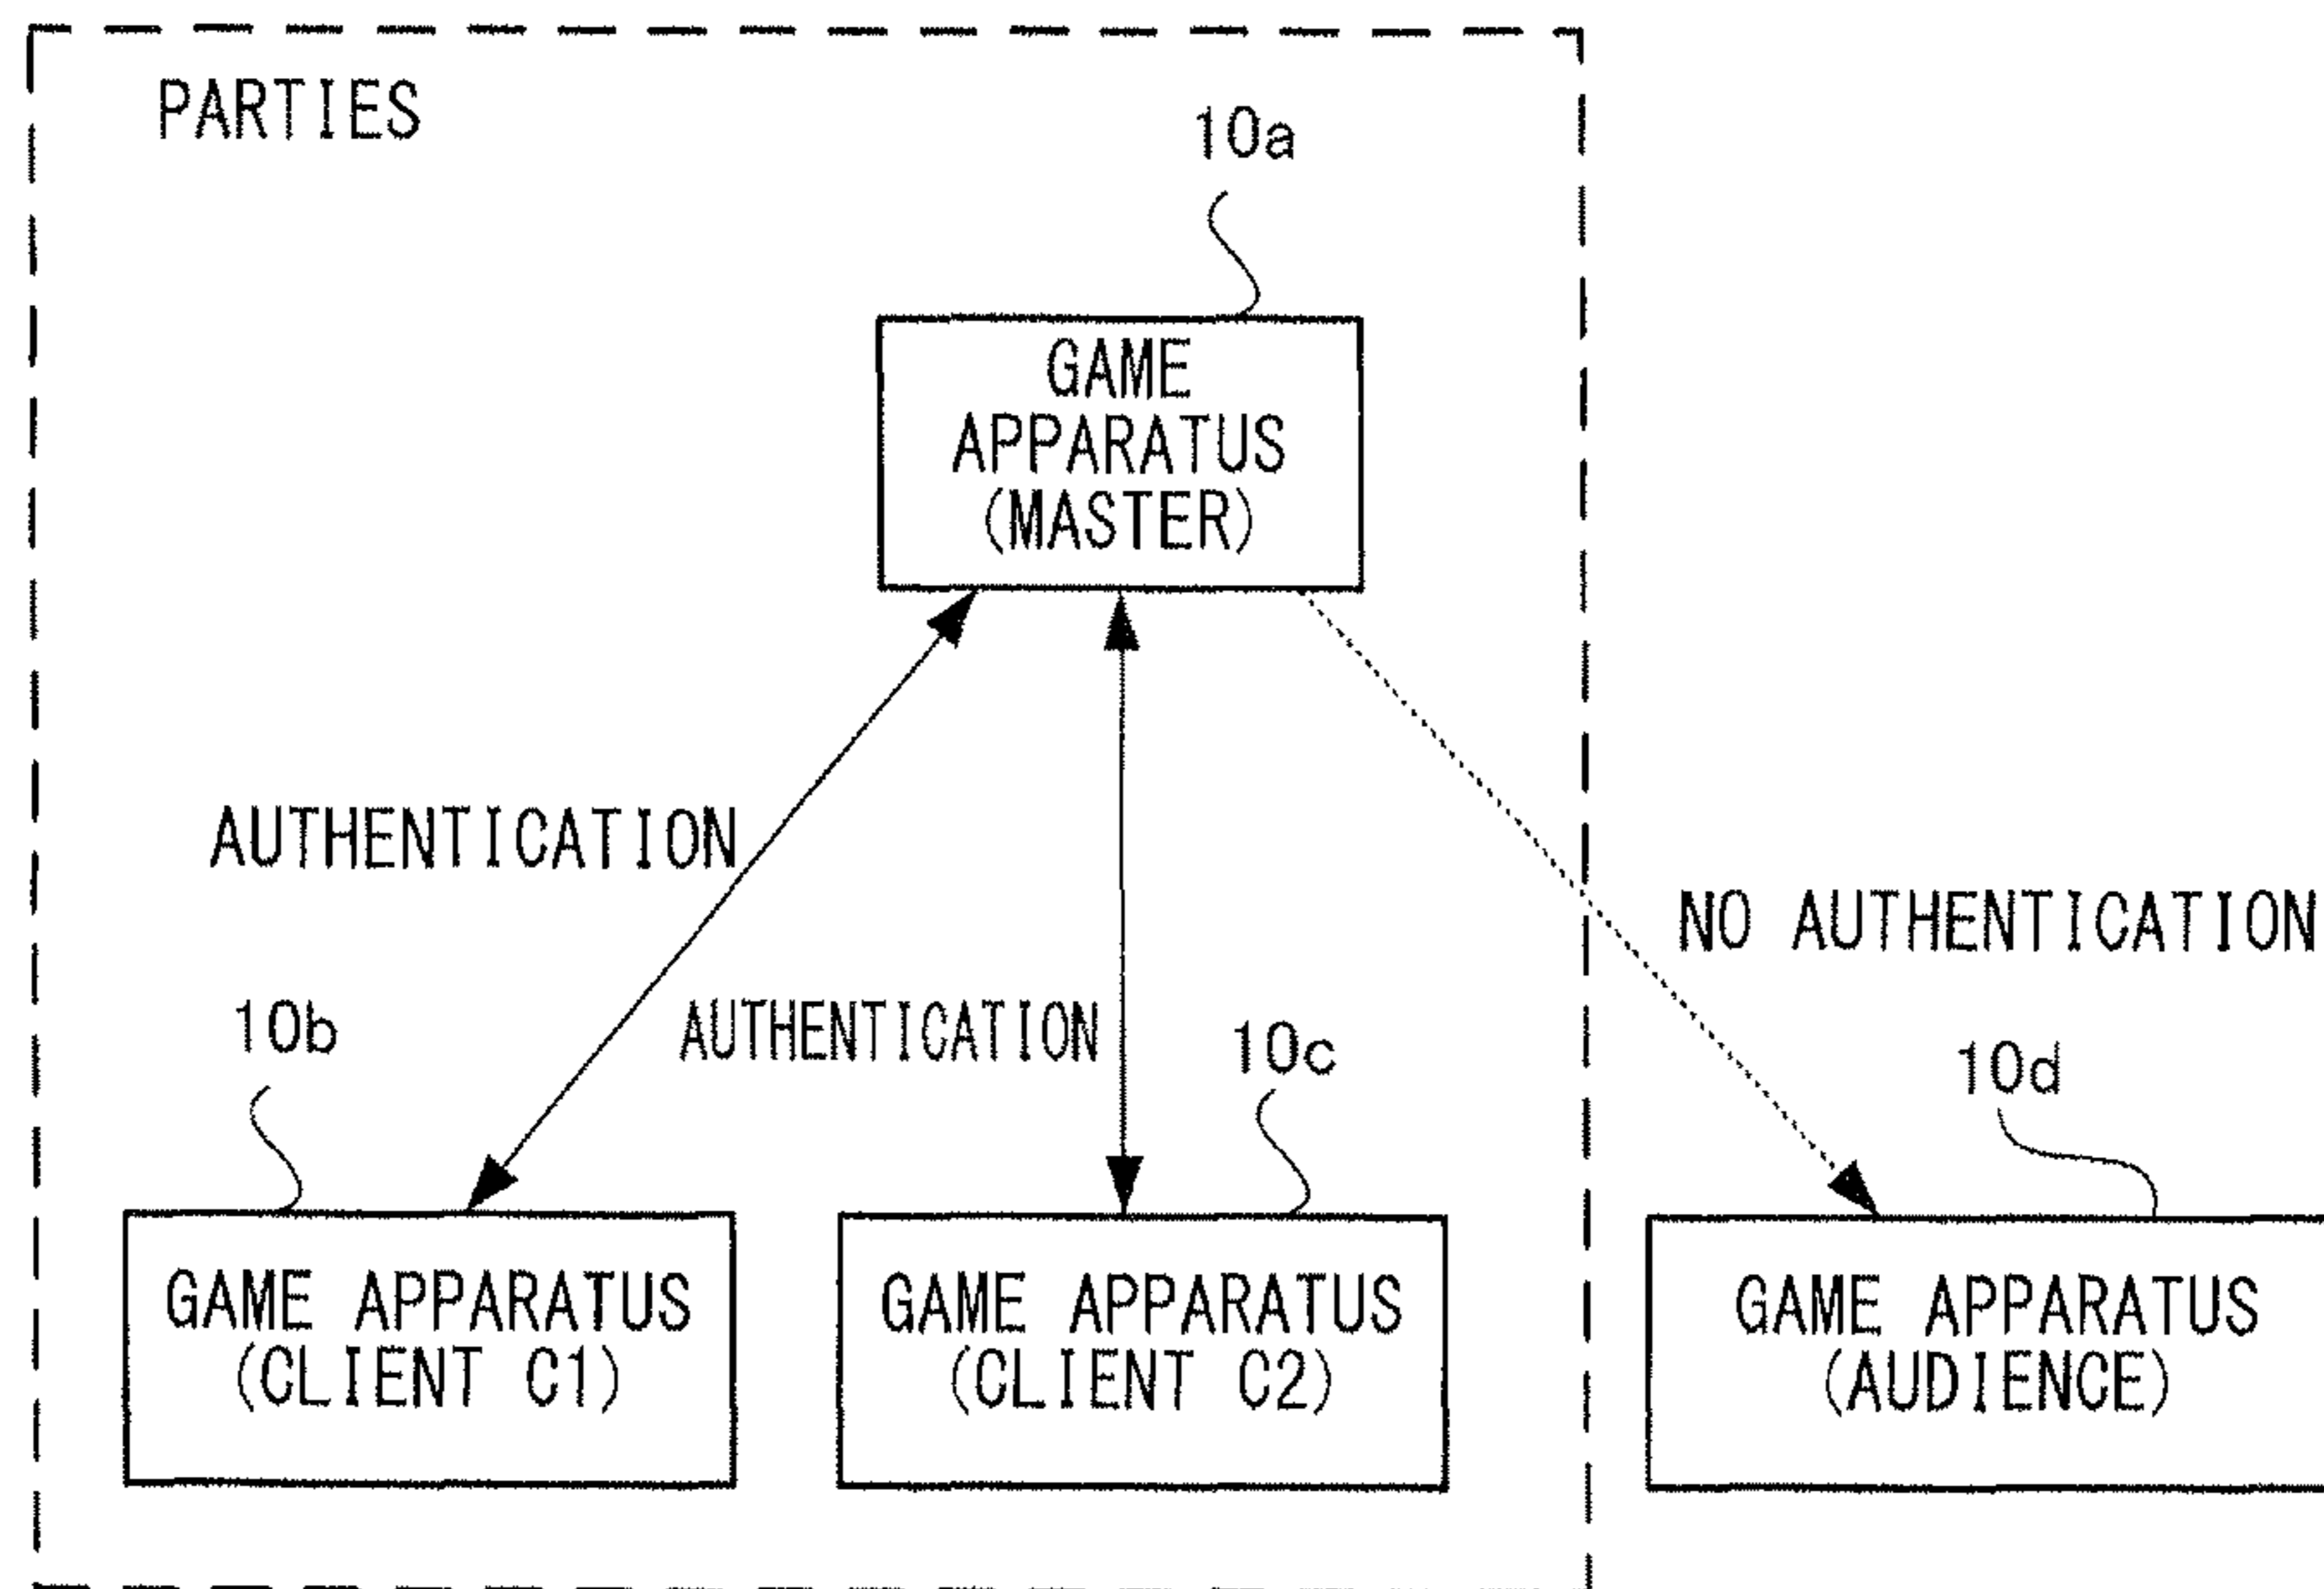 PARTIES
10a
GAME
APPARATUS
(MASTER)
AUTHENTICATION
NO AUTHENTICATION
10b
AUTHENTICATION
10c
10d
GAME APPARATUS
(CLIENT C1)
GAME APPARATUS
(CLIENT C2)
GAME APPARATUS
(AUDIENCE)